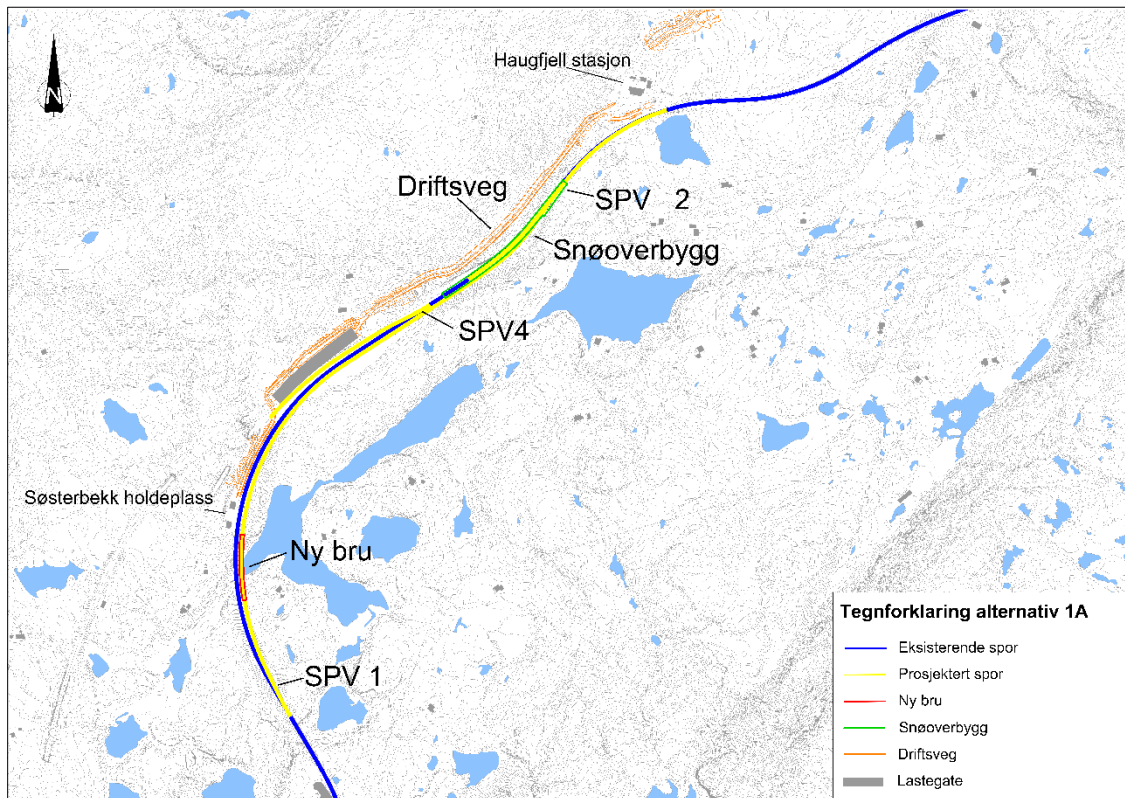 N
Haugfjell stasjon
Driftsveg
SPV 2
Snøoverbygg
SPV4
Søsterbekk holdeplass
Ny bru
SPV 1
Tegnforklaring alternativ 1A
Eksisterende spor
Prosjektert spor
Ny bru
Snøoverbygg
Driftsveg
Lastegate